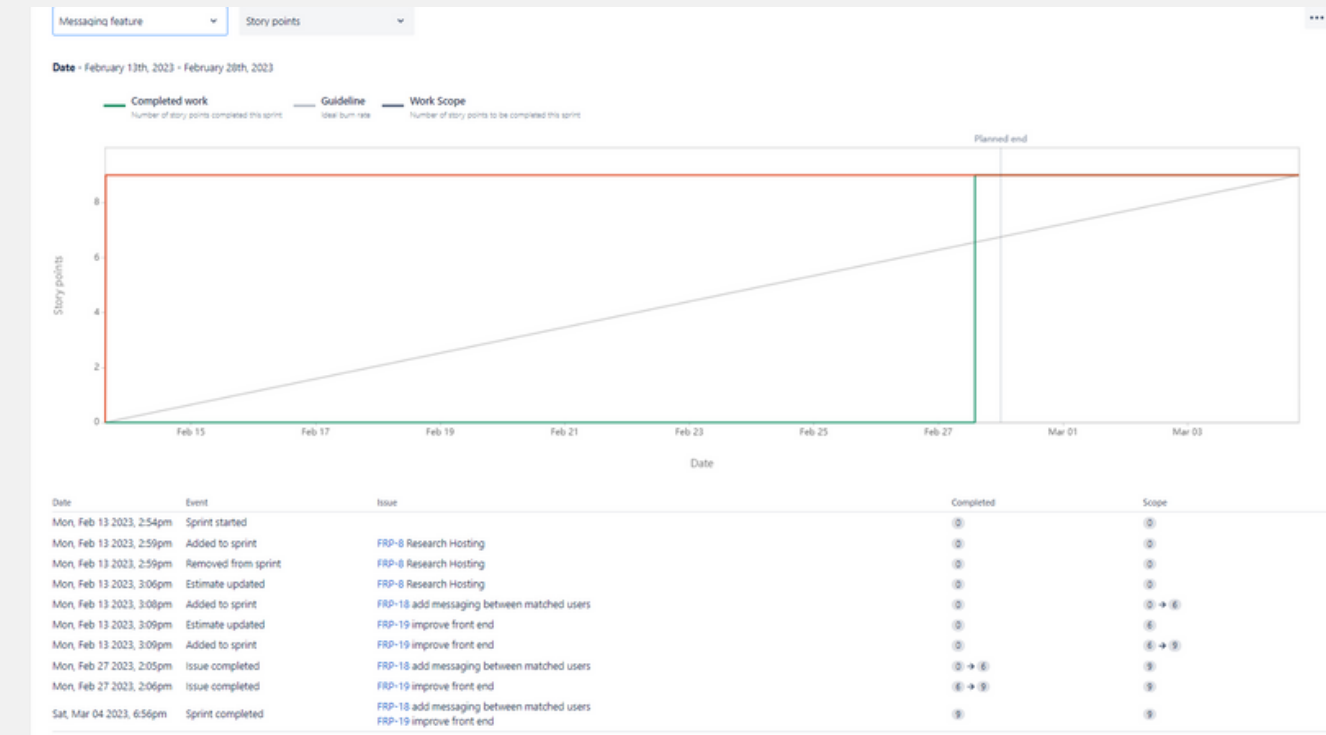 Messaging feature
Story points
Date - February 13th, 2023 - February 28th, 2023
Completed work
Number of story points completed this sprint
Guideline
Ideal burn rate
Work Scope
Number of story points to be completed this sprint
Planned end
Story points
8
6
4
2
0
Feb 15 Feb 17 Feb 19 Feb 21 Feb 23 Feb 25 Feb 27 Mar 01 Mar 03
Date
Date Event Issue Completed Scope
Mon, Feb 13 2023, 2:54pm Sprint started 0 0
Mon, Feb 13 2023, 2:59pm Added to sprint FRP-8 Research Hosting 0 0
Mon, Feb 13 2023, 2:59pm Removed from sprint FRP-8 Research Hosting 0 0
Mon, Feb 13 2023, 3:06pm Estimate updated FRP-8 Research Hosting 0 0
Mon, Feb 13 2023, 3:08pm Added to sprint FRP-18 add messaging between matched users 0 0 → 6
Mon, Feb 13 2023, 3:09pm Estimate updated FRP-19 improve front end 0 6
Mon, Feb 13 2023, 3:09pm Added to sprint FRP-19 improve front end 0 6 → 9
Mon, Feb 27 2023, 2:05pm Issue completed FRP-18 add messaging between matched users 0 → 6 9
Mon, Feb 27 2023, 2:06pm Issue completed FRP-19 improve front end 6 → 9 9
Sat, Mar 04 2023, 6:56pm Sprint completed FRP-18 add messaging between matched users 9 9
FRP-19 improve front end